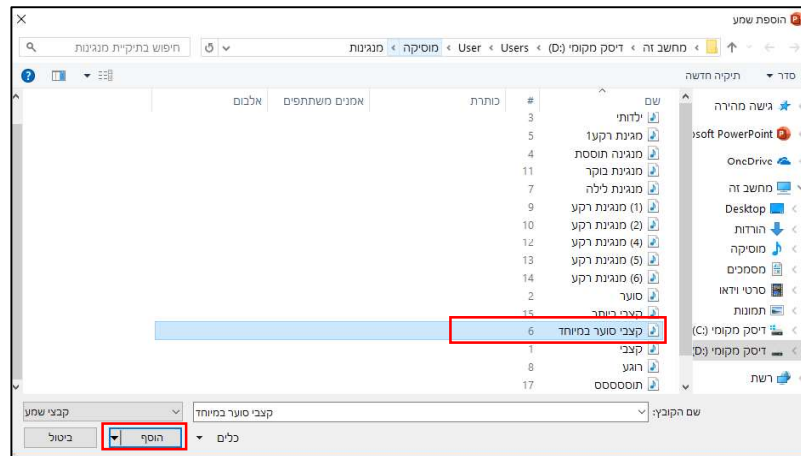 הוספת שמע
מחשב זה › דיסק מקומי (D:) › Users › User › מוסיקה › מנגינות
חיפוש בתיקיית מנגינות
סדר
תיקיה חדשה
גישה מהירה
osoft PowerPoint
OneDrive
מחשב זה
Desktop
הורדות
מוסיקה
מסמכים
סרטי וידאו
תמונות
דיסק מקומי (C:)
דיסק מקומי (D:)
רשת
שם # כותרת אמנים משתתפים אלבום
ילדותי 3
מגינת רקע1 5
מנגינה תוססת 4
מנגינת בוקר 11
מנגינת לילה 7
מנגינת רקע (1) 9
מנגינת רקע (2) 10
מנגינת רקע (4) 12
מנגינת רקע (5) 13
מנגינת רקע (6) 14
סוער 2
קצבי ביותר 15
קצבי סוער במיוחד 6
קצבי 1
רוגע 8
תוססססס 17
שם הקובץ: קצבי סוער במיוחד
קבצי שמע
כלים
הוסף
ביטול